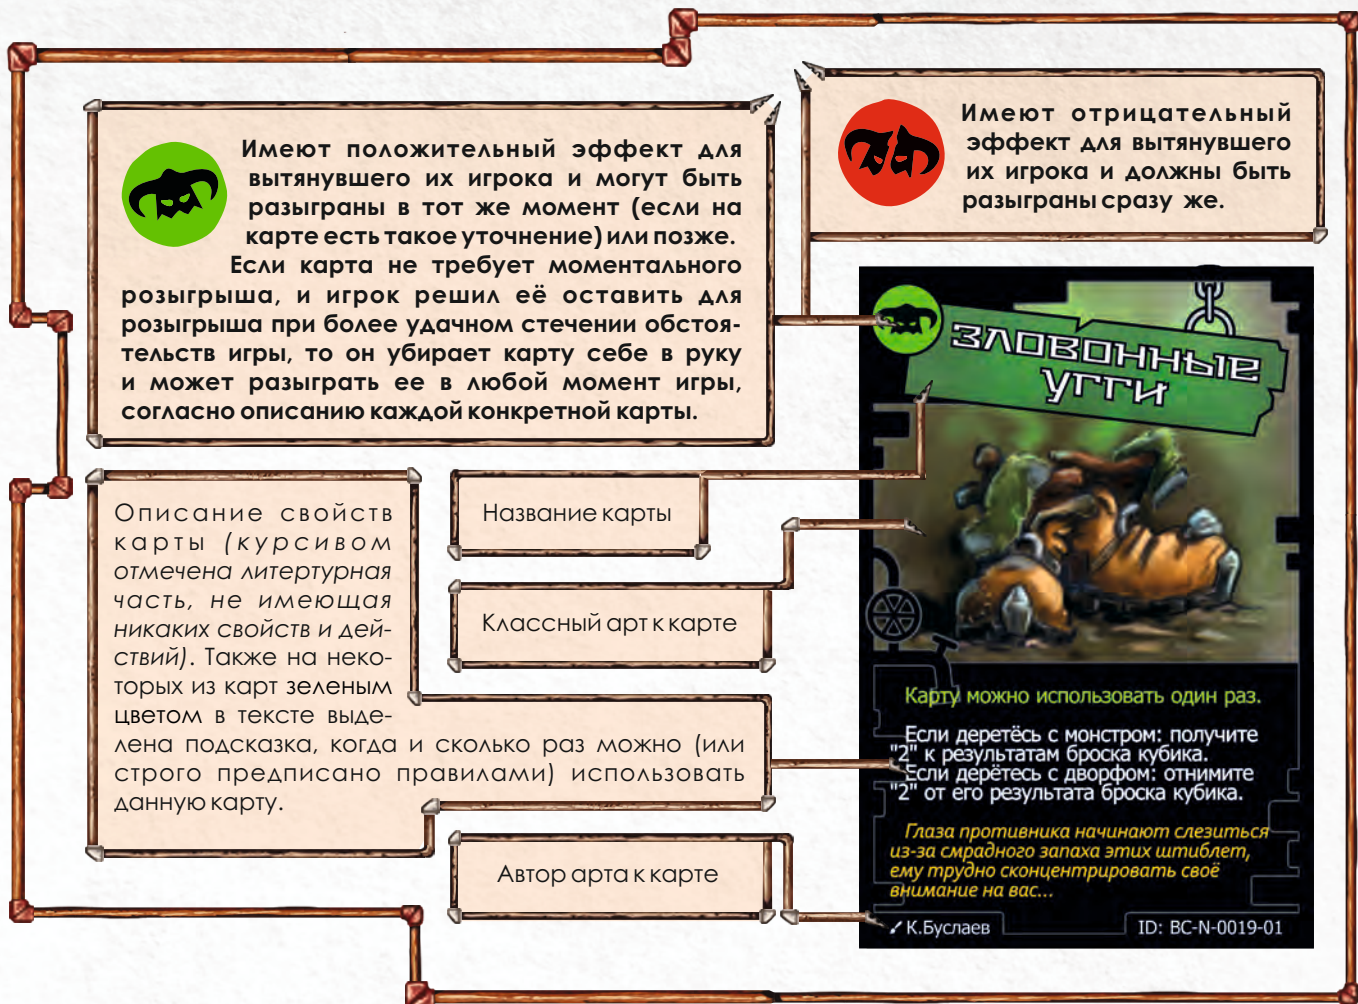 Имеют положительный эффект для
вытянувшего их игрока и могут быть
разыграны в тот же момент (если на
карте есть такое уточнение) или позже.
Если карта не требует моментального
розыгрыша, и игрок решил её оставить для
розыгрыша при более удачном стечении обстоя-
тельств игры, то он убирает карту себе в руку
и может разыграть ее в любой момент игры,
согласно описанию каждой конкретной карты.
Имеют отрицательный
эффект для вытянувшего
их игрока и должны быть
разыграны сразу же.
Описание свойств
карты (курсивом
отмечена литертурная
часть, не имеющая
никаких свойств и дей-
ствий). Также на неко-
торых из карт зеленым
цветом в тексте выде-
лена подсказка, когда и сколько раз можно (или
строго предписано правилами) использовать
данную карту.
Название карты
Классный арт к карте
Автор арта к карте
ЗЛОВОННЫЕ
УГГИ
Карту можно использовать один раз.
Если деретёсь с монстром: получите
"2" к результатам броска кубика.
Если дерётесь с дворфом: отнимите
"2" от его результата броска кубика.
Глаза противника начинают слезиться
из-за смрадного запаха этих штиблет,
ему трудно сконцентрировать своё
внимание на вас...
К.Буслаев
ID: BC-N-0019-01